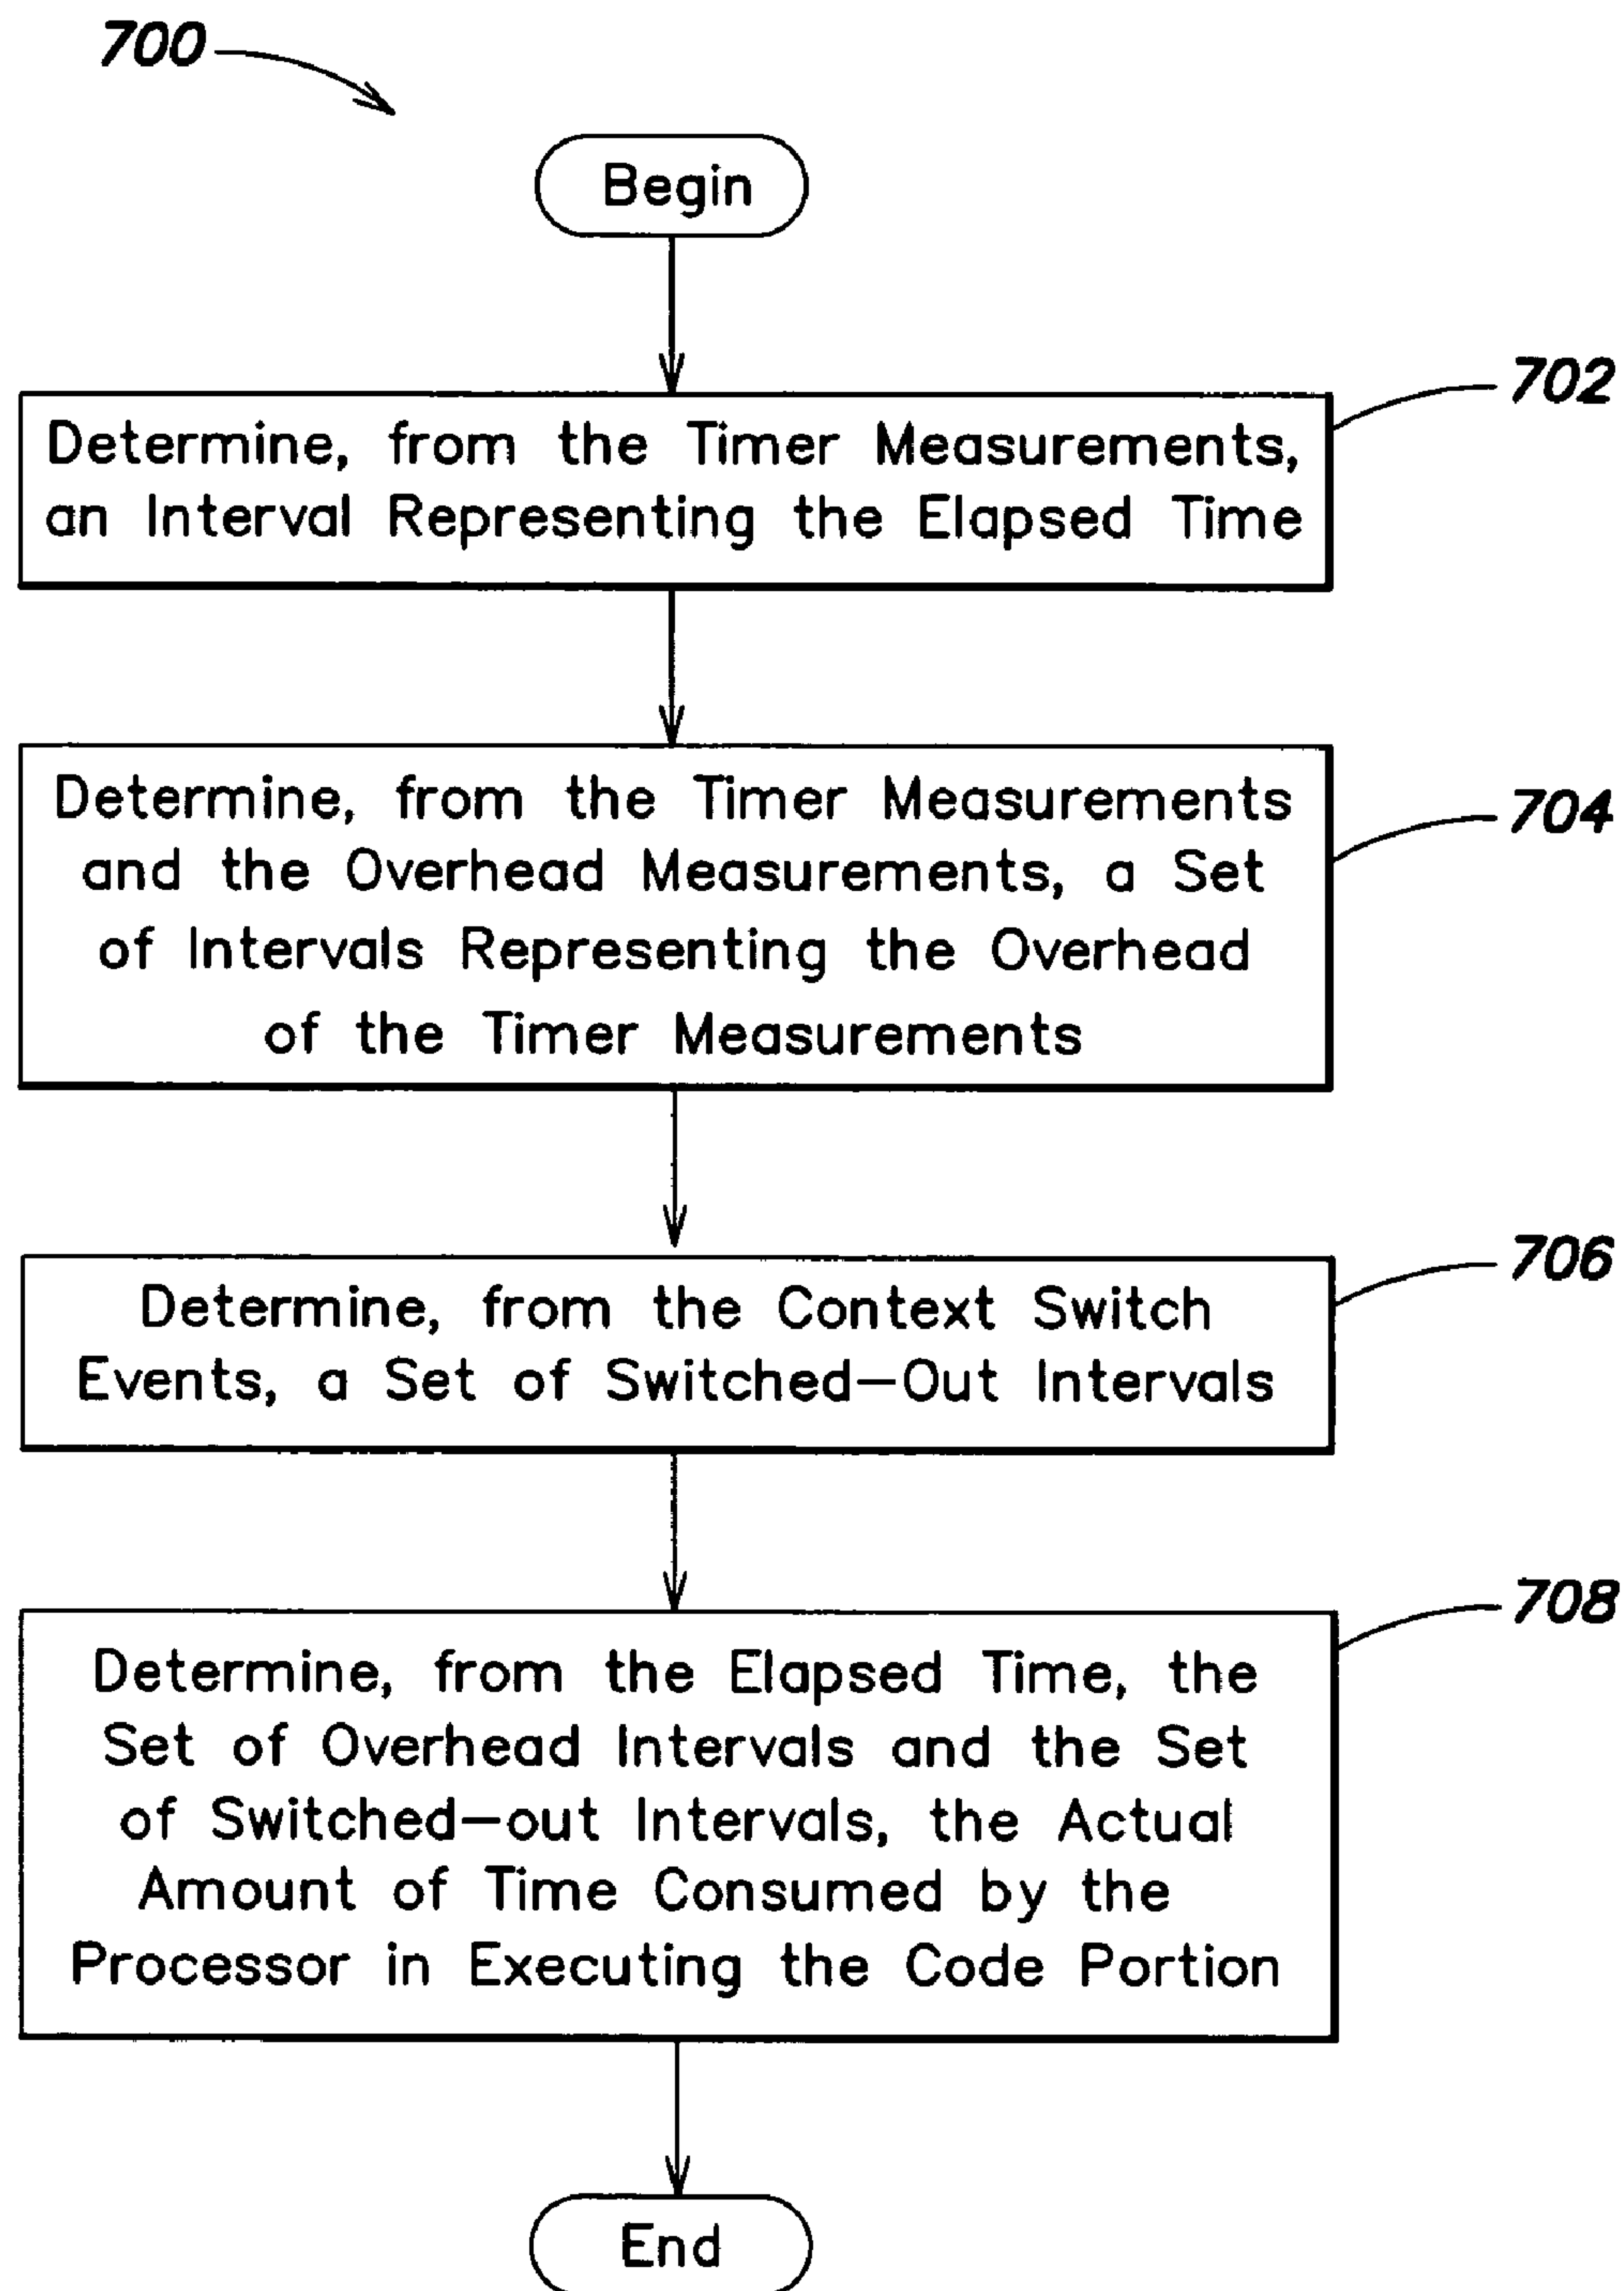 700
Begin
702
Determine, from the Timer Measurements,
an Interval Representing the Elapsed Time
704
Determine, from the Timer Measurements
and the Overhead Measurements, a Set
of Intervals Representing the Overhead
of the Timer Measurements
706
Determine, from the Context Switch
Events, a Set of Switched-Out Intervals
708
Determine, from the Elapsed Time, the
Set of Overhead Intervals and the Set
of Switched-out Intervals, the Actual
Amount of Time Consumed by the
Processor in Executing the Code Portion
End